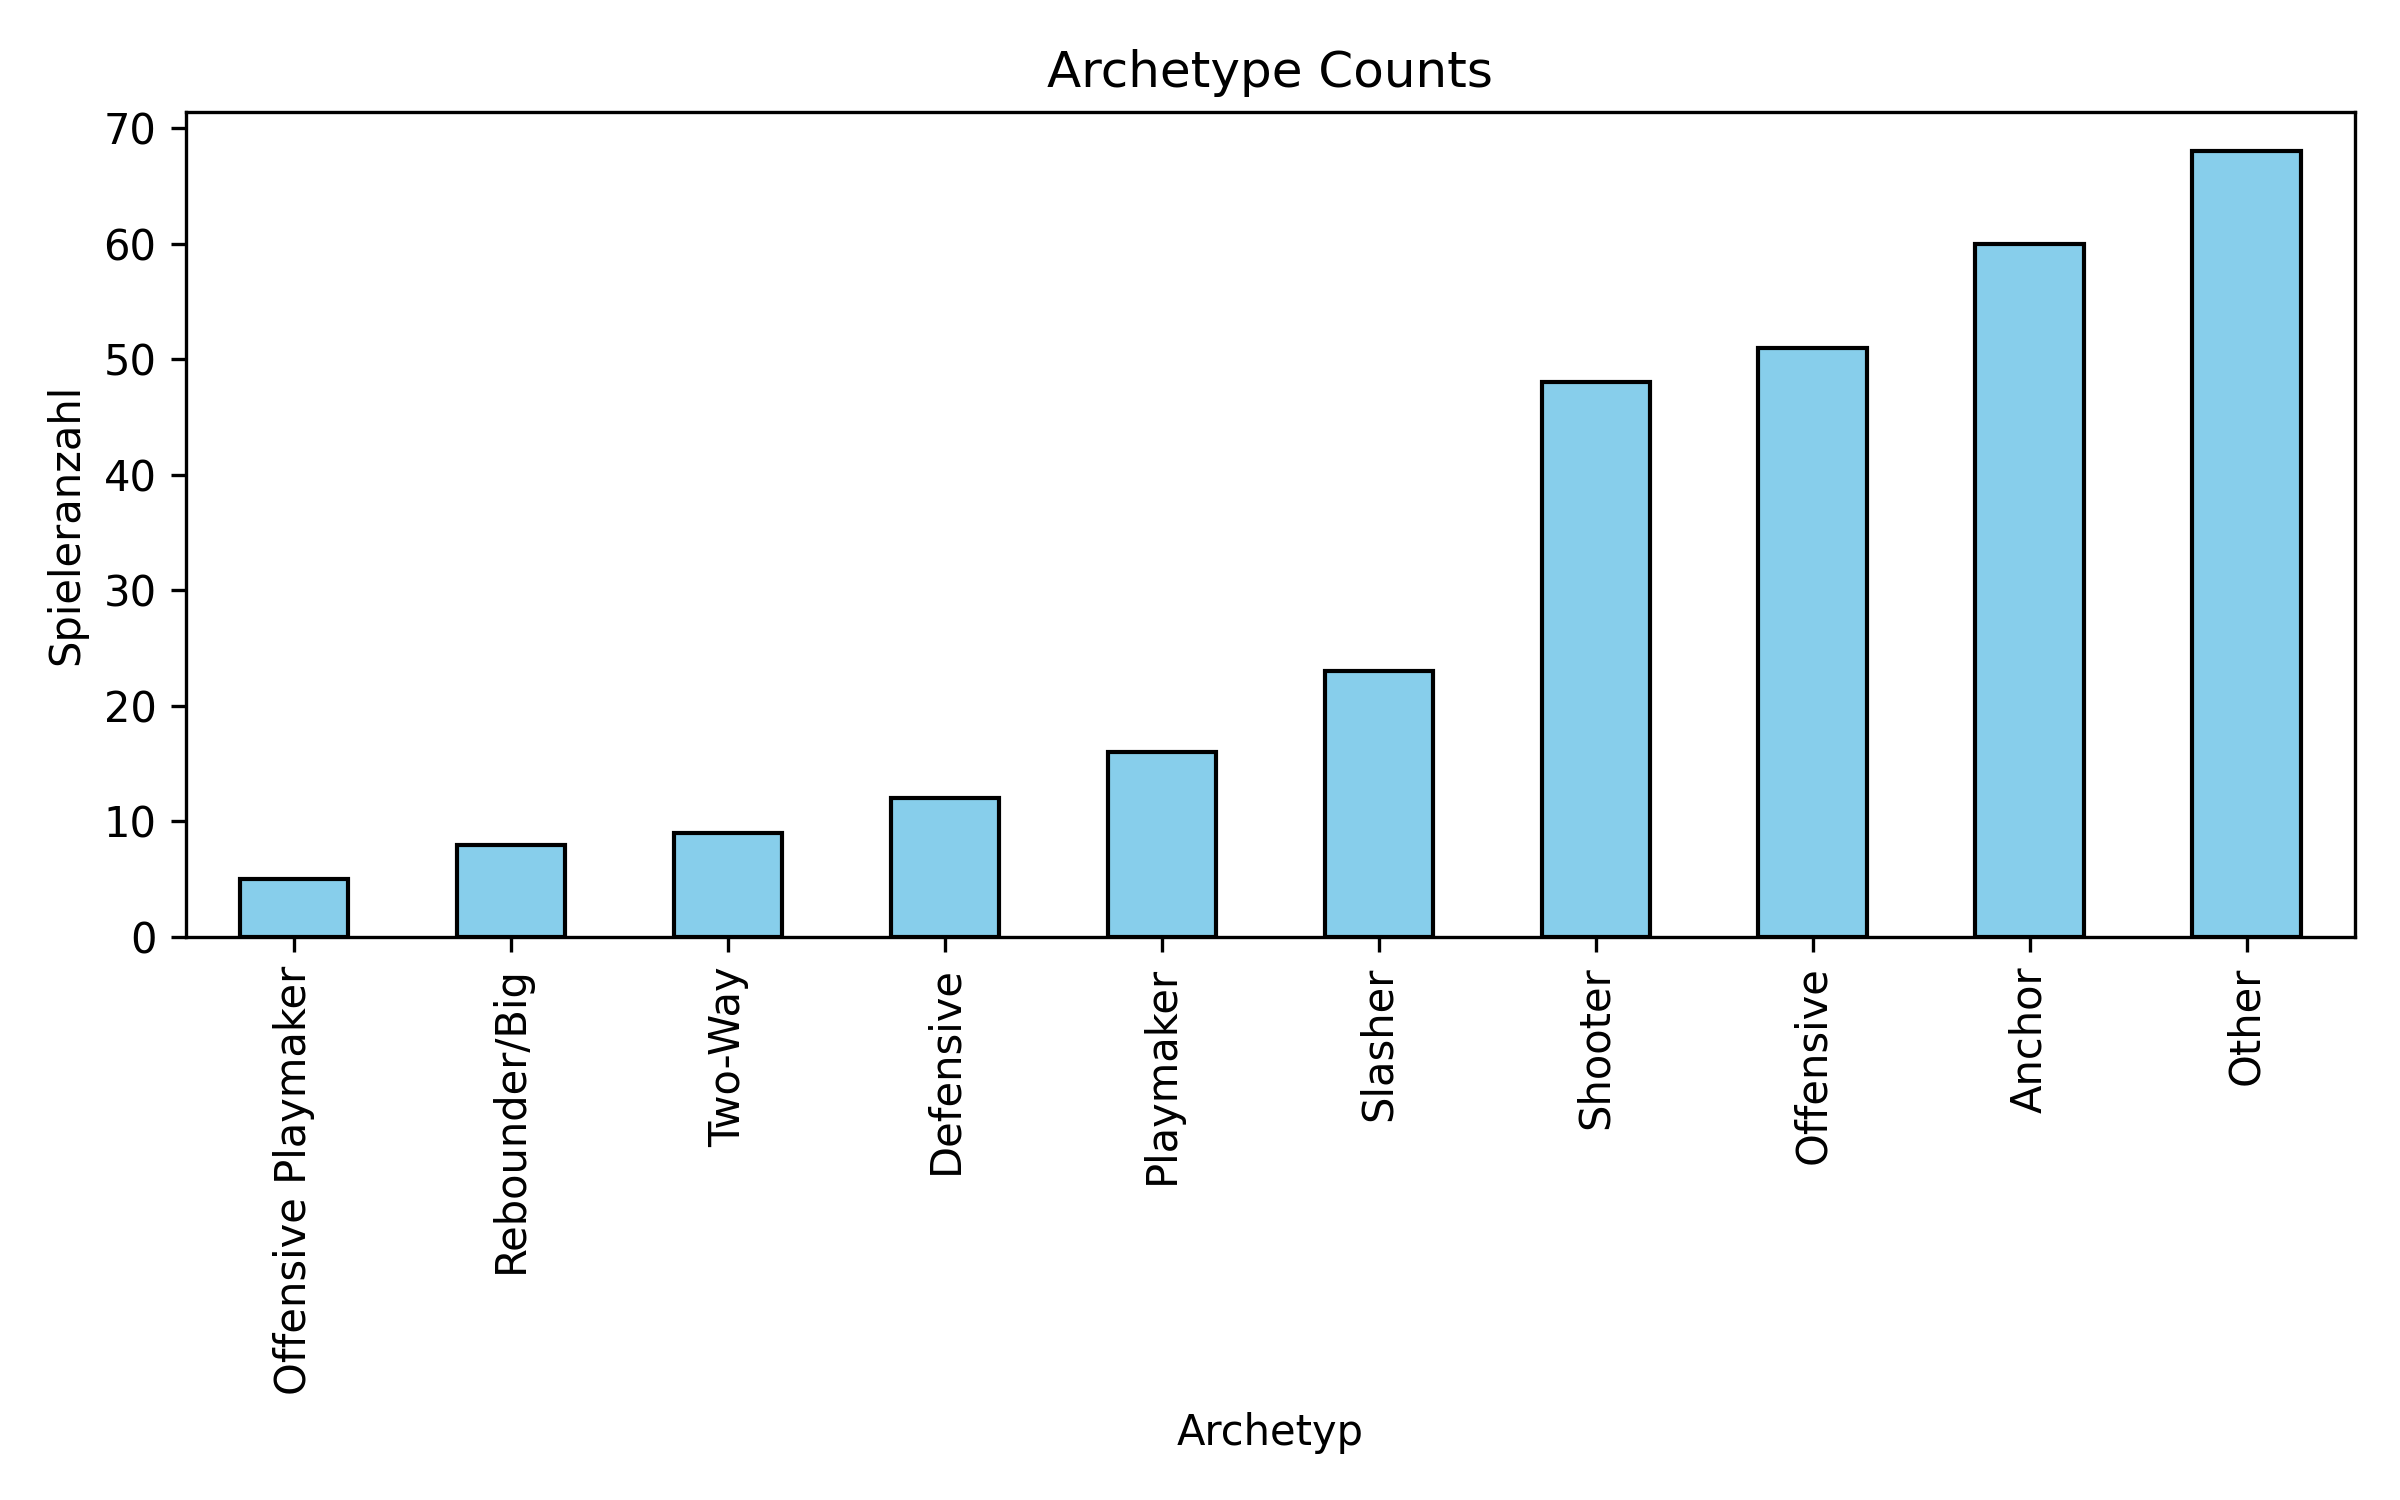 Archetype Counts
Spieleranzahl
70
60
50
40
30
20
10
0
Offensive Playmaker
Rebounder/Big
Two-Way
Defensive
Playmaker
Slasher
Shooter
Offensive
Anchor
Other
Archetyp